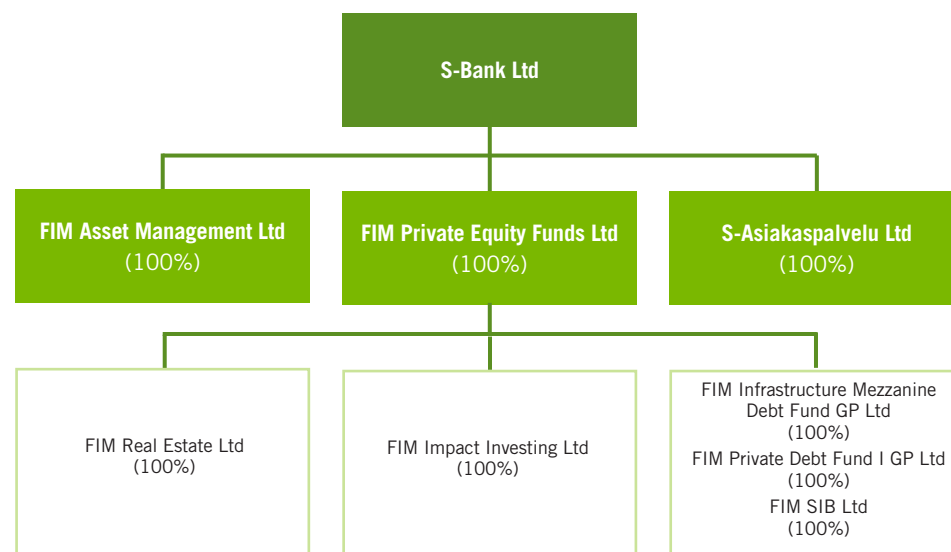 S-Bank Ltd
FIM Asset Management Ltd
(100%)
FIM Private Equity Funds Ltd
(100%)
S-Asiakaspalvelu Ltd
(100%)
FIM Real Estate Ltd
(100%)
FIM Impact Investing Ltd
(100%)
FIM Infrastructure Mezzanine
Debt Fund GP Ltd
(100%)
FIM Private Debt Fund I GP Ltd
(100%)
FIM SIB Ltd
(100%)